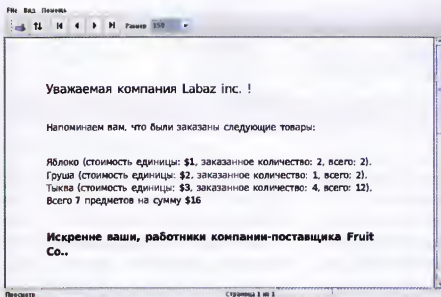 File Вид Помощь
Размер 150
Уважаемая компания Labaz inc. !
Напоминаем вам, что были заказаны следующие товары:
Яблоко (стоимость единицы: $1, заказанное количество: 2, всего: 2).
Груша (стоимость единицы: $2, заказанное количество: 1, всего: 2).
Тыква (стоимость единицы: $3, заказанное количество: 4, всего: 12).
Всего 7 предметов на сумму $16
Искренне ваши, работники компании-поставщика Fruit
Co..
Просмотр Страница 1 из 1